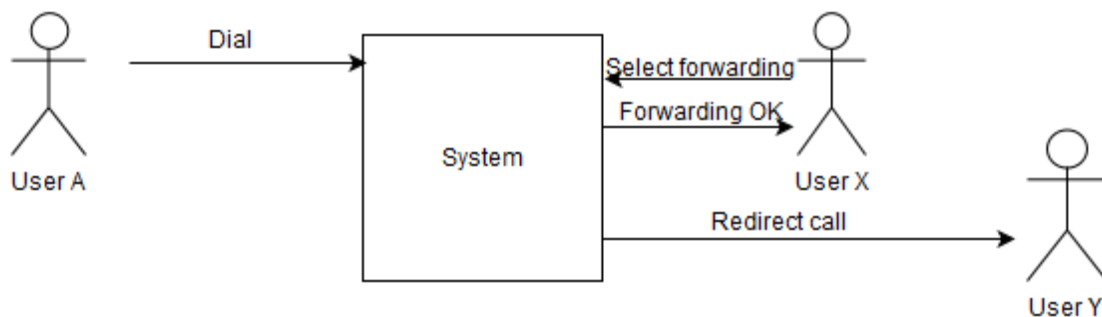 Dial
Select forwarding
Forwarding OK
System
User A
User X
Redirect call
User Y